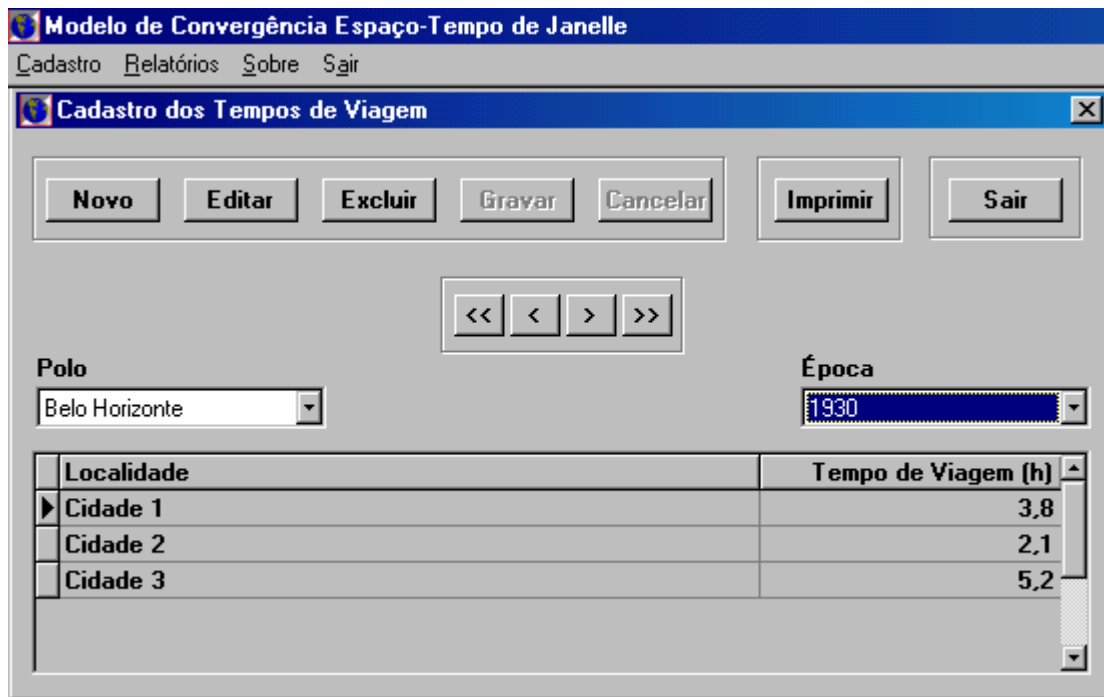 Modelo de Convergência Espaço-Tempo de Janelle
Cadastro Relatórios Sobre Sair
Cadastro dos Tempos de Viagem
Novo Editar Excluir Gravar Cancelar Imprimir Sair
<< < > >>
Polo Época
Belo Horizonte 1930
Localidade Tempo de Viagem (h)
Cidade 1 3,8
Cidade 2 2,1
Cidade 3 5,2